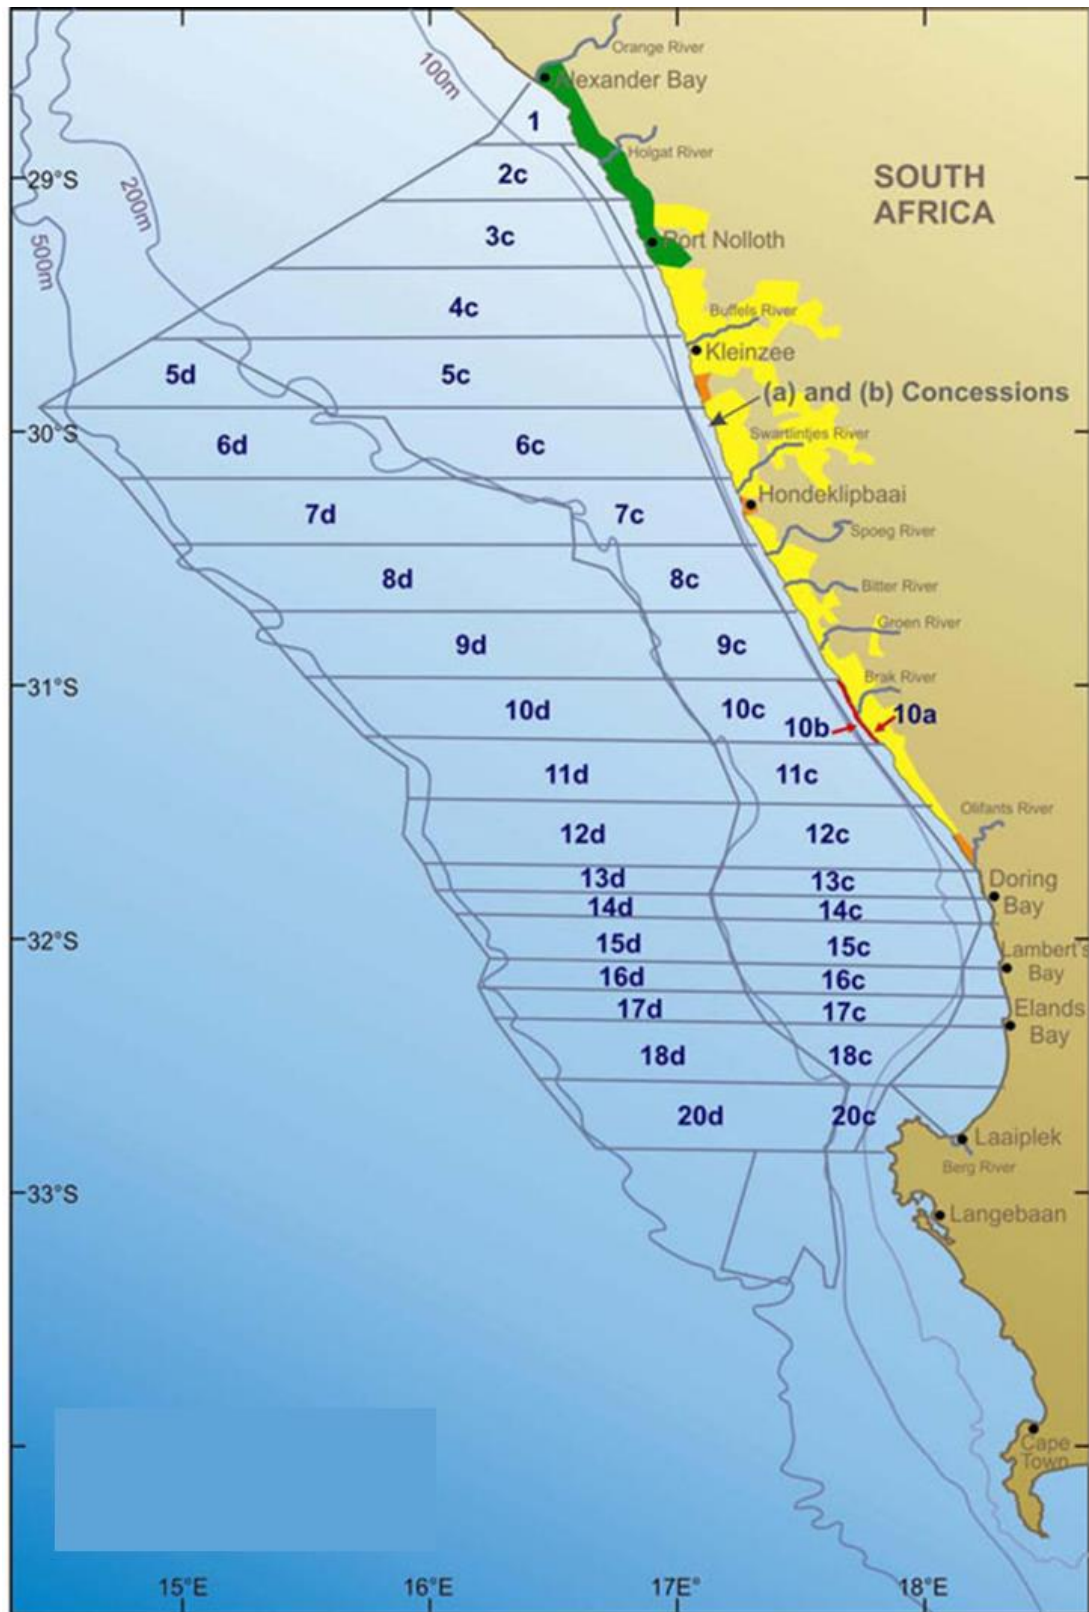 Orange River
100m
Alexander Bay
1
Holgat River
29°S
2c
SOUTH
AFRICA
200m
500m
3c
Port Nolloth
4c
Buffels River
Kleinzee
5d
5c
(a) and (b) Concessions
30°S
6d
6c
Swartlintjes River
Hondeklipbaai
7d
7c
Spoeg River
8d
8c
Bitter River
Groen River
9d
9c
Brak River
31°S
10d
10c
10b
10a
11d
11c
Olifants River
12d
12c
13d
13c
Doring
Bay
14d
14c
32°S
15d
15c
Lambert's
Bay
16d
16c
17d
17c
Elands
Bay
18d
18c
20d
20c
Laaiplek
Berg River
33°S
Langebaan
Cape
Town
15°E
16°E
17°E
18°E